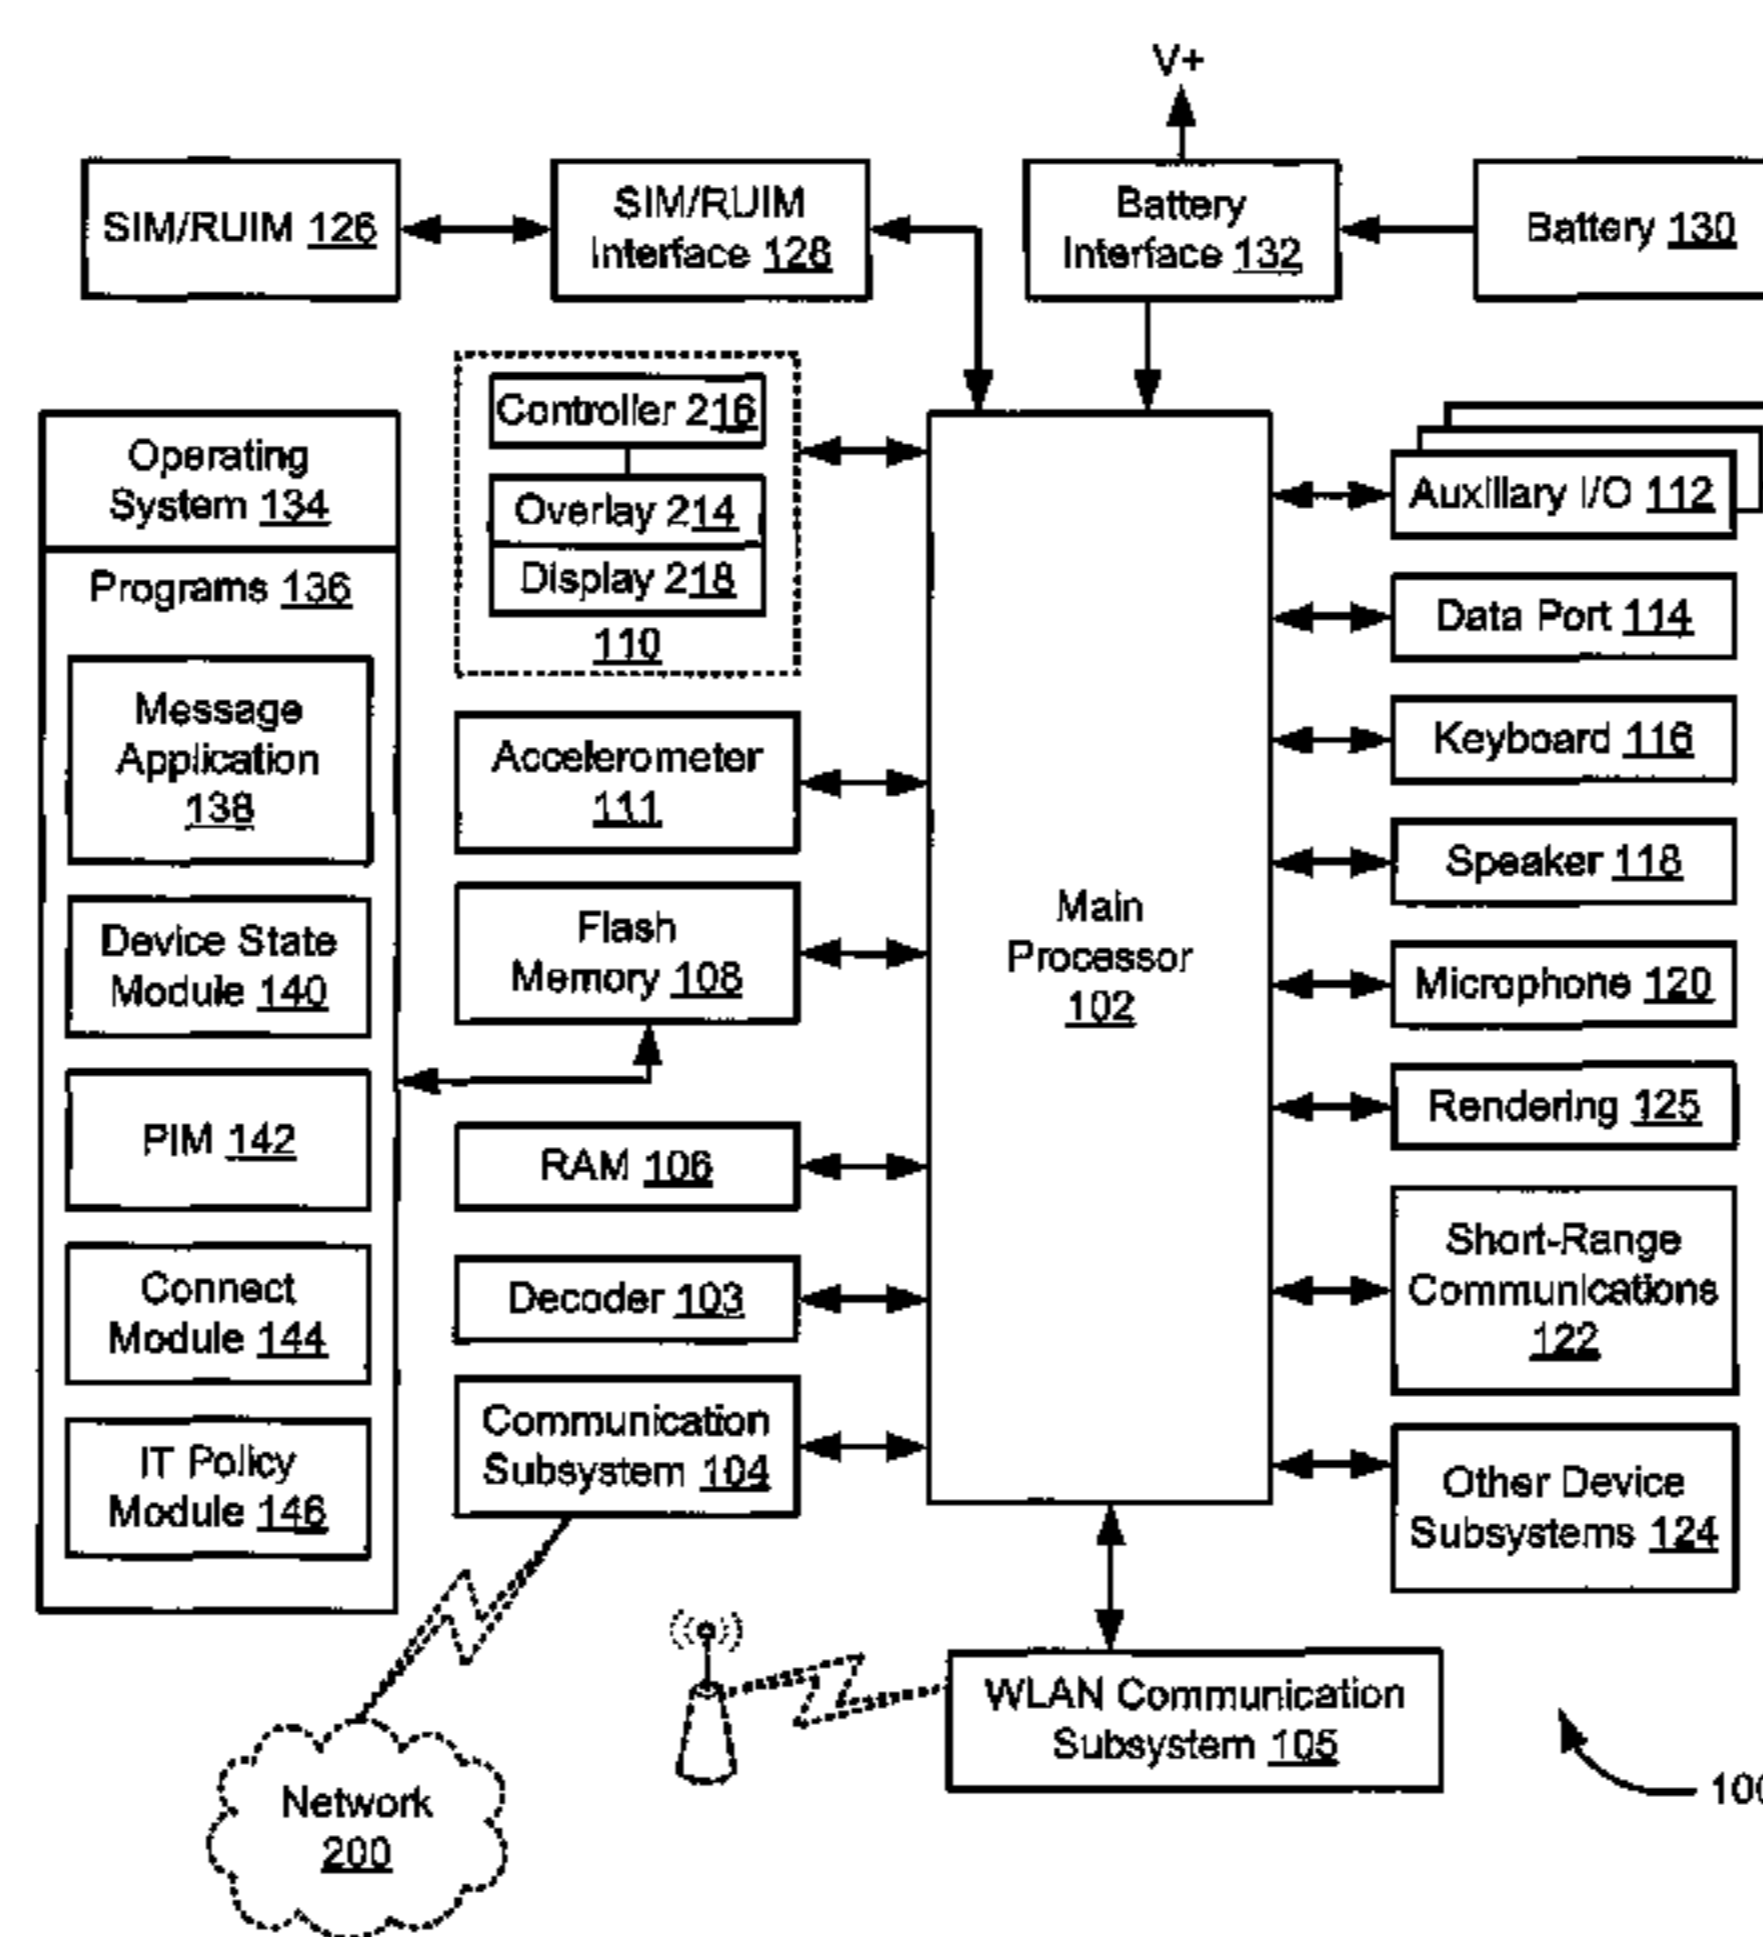 V+
SIM/RUIM 126
SIM/RUIM
Interface 128
Battery
Interface 132
Battery 130
Operating
System 134
Programs 136
Message
Application
138
Device State
Module 140
PIM 142
Connect
Module 144
IT Policy
Module 146
Controller 216
Overlay 214
Display 218
110
Accelerometer
111
Flash
Memory 108
RAM 106
Decoder 103
Communication
Subsystem 104
Main
Processor
102
Auxiliary I/O 112
Data Port 114
Keyboard 116
Speaker 118
Microphone 120
Rendering 125
Short-Range
Communications
122
Other Device
Subsystems 124
WLAN Communication
Subsystem 105
Network
200
100